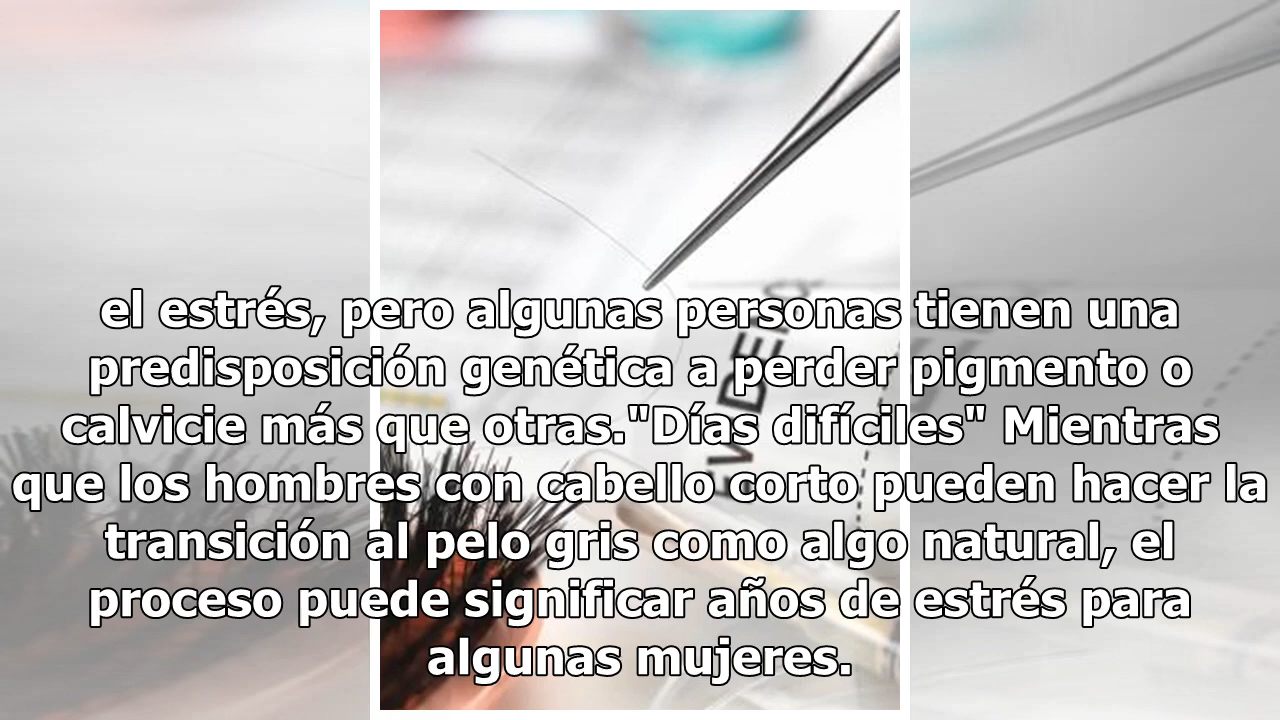 el estrés, pero algunas personas tienen una
predisposición genética a perder pigmento o
calvicie más que otras."Días difíciles" Mientras
que los hombres con cabello corto pueden hacer la
transición al pelo gris como algo natural, el
proceso puede significar años de estrés para
algunas mujeres.